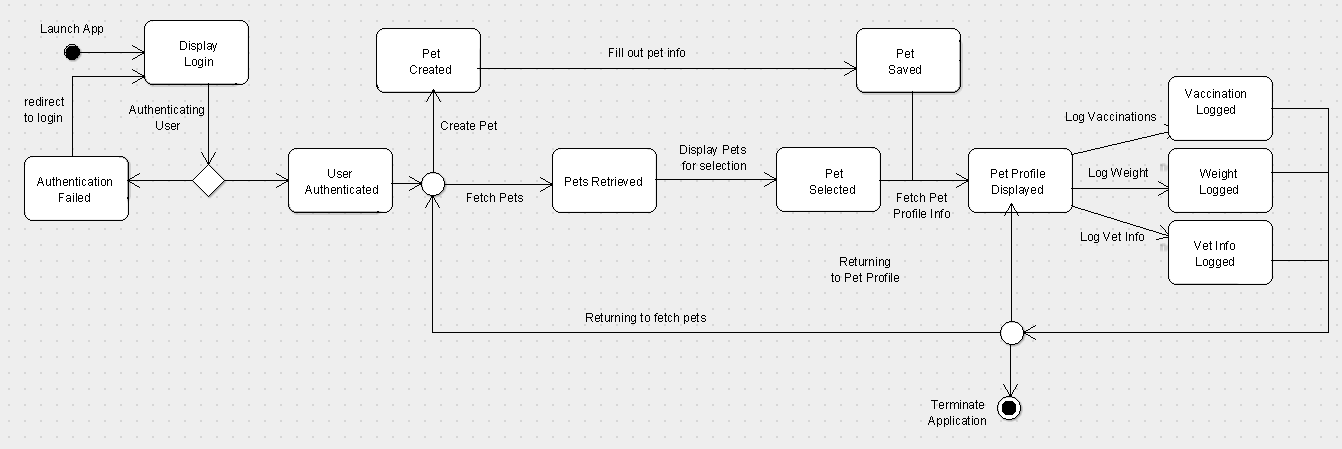 Launch App
Display
Login
redirect
to login
Authenticating
User
Authentication
Failed
User
Authenticated
Pet
Created
Create Pet
Fill out pet info
Pet
Saved
Fetch Pets
Pets Retrieved
Display Pets
for selection
Pet
Selected
Fetch Pet
Profile Info
Pet Profile
Displayed
Log Vaccinations
Vaccination
Logged
Log Weight
Weight
Logged
Log Vet Info
Vet Info
Logged
Returning
to Pet Profile
Returning to fetch pets
Terminate
Application